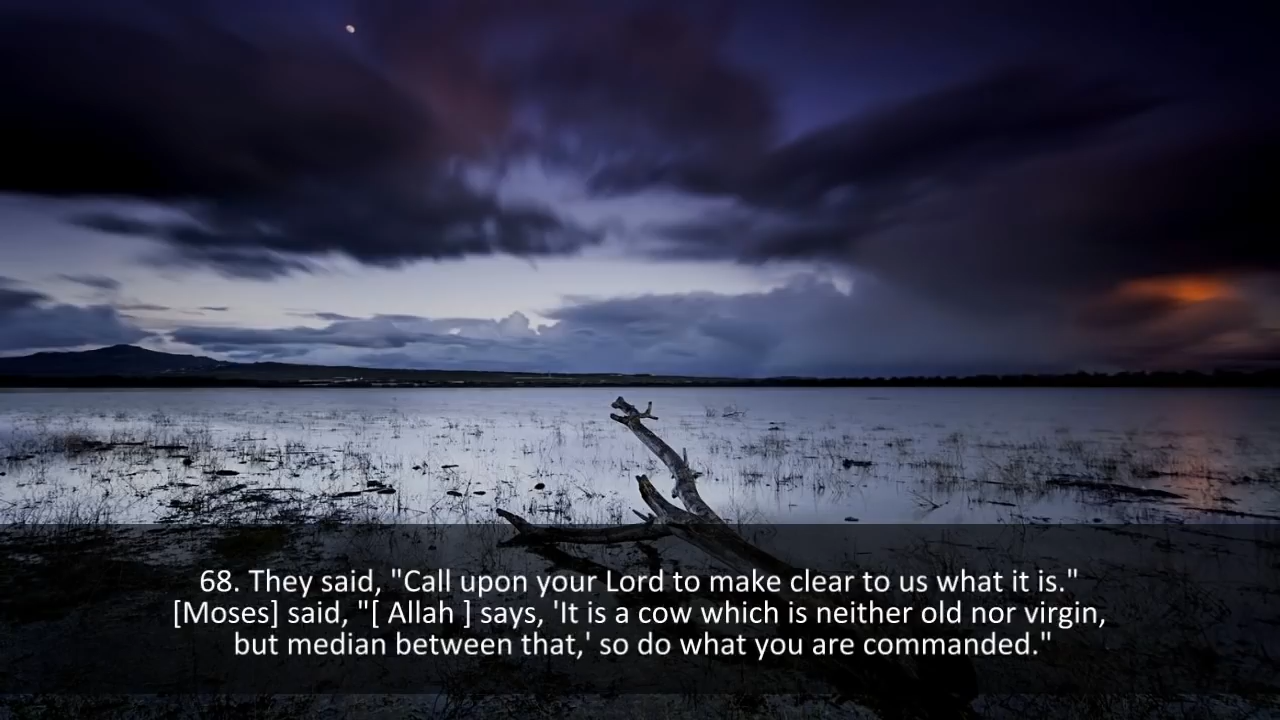 68. They said, "Call upon your Lord to make clear to us what it is."
[Moses] said, "[ Allah ] says, 'It is a cow which is neither old nor virgin,
but median between that,' so do what you are commanded."